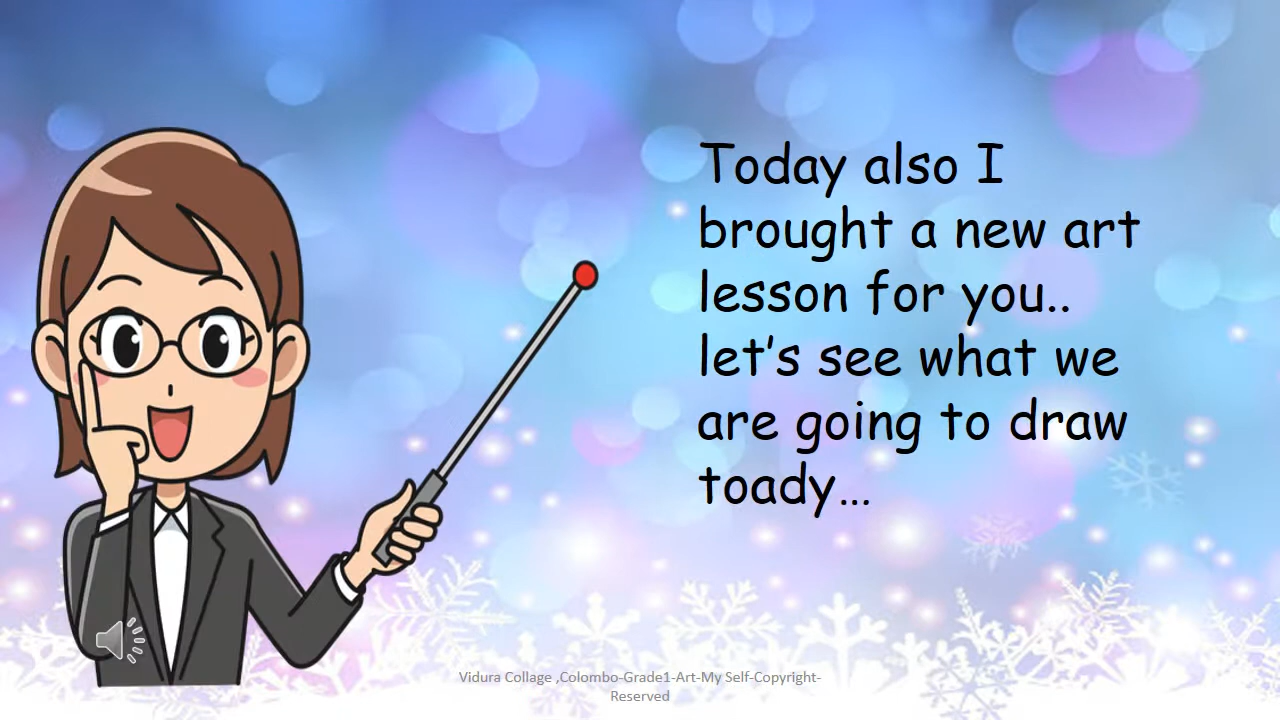 Today also I
brought a new art
lesson for you..
let’s see what we
are going to draw
toady…
Vidura Collage ,Colombo-Grade1-Art-My Self-Copyright-
Reserved